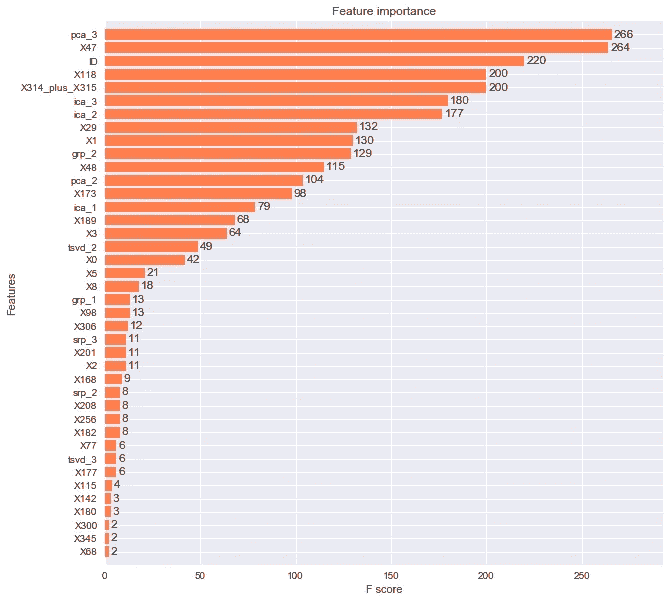 Feature importance
Features
pca_3 266
X47 264
ID 220
X118 200
X314_plus_X315 200
ica_3 180
ica_2 177
X29 132
X1 130
grp_2 129
X48 115
pca_2 104
X173 98
ica_1 79
X189 68
X3 64
tsvd_2 49
X0 42
X5 21
X8 18
grp_1 13
X98 13
X306 12
srp_3 11
X201 11
X2 11
X168 9
srp_2 8
X208 8
X256 8
X182 8
X77 6
tsvd_3 6
X177 6
X115 4
X142 3
X180 3
X300 2
X345 2
X68 2
0 50 100 150 200 250
F score